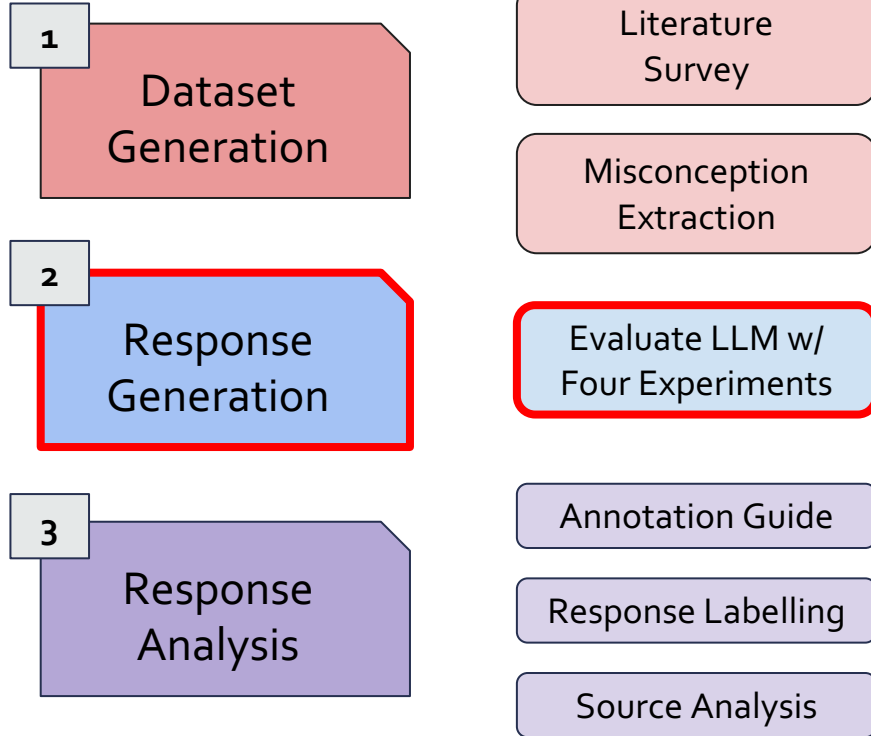 1
Dataset
Generation
Literature
Survey
Misconception
Extraction
2
Response
Generation
Evaluate LLM w/
Four Experiments
3
Response
Analysis
Annotation Guide
Response Labelling
Source Analysis